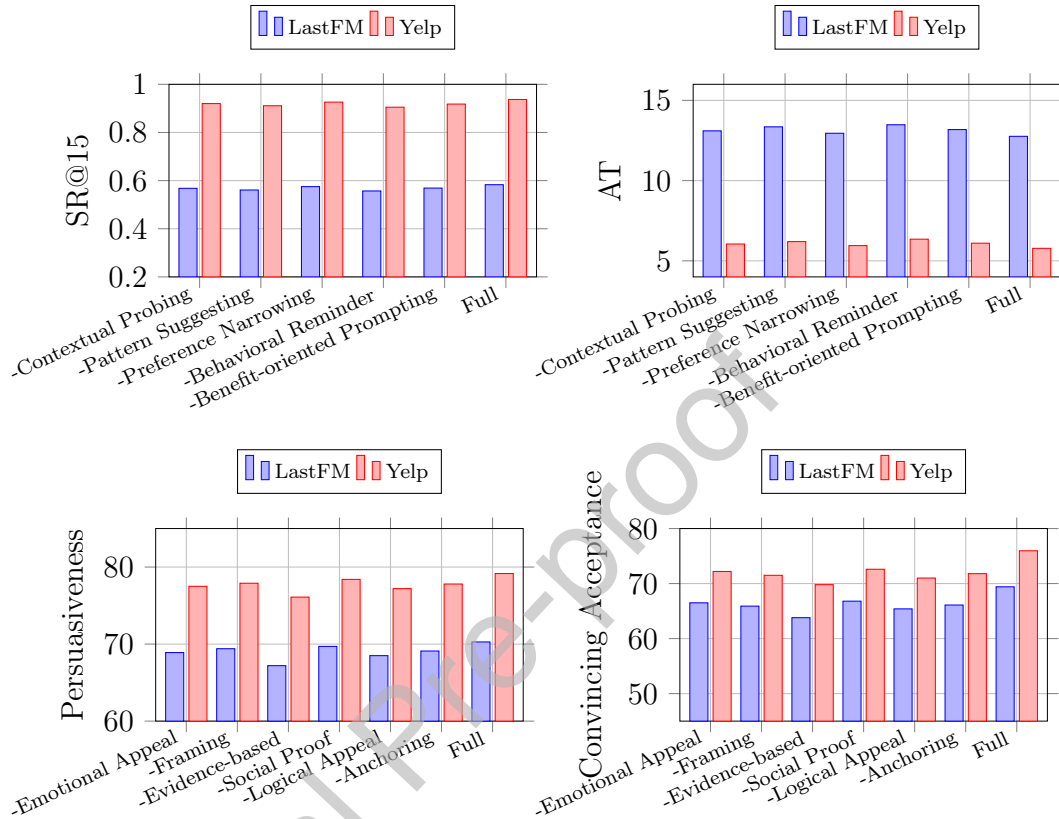 LastFM Yelp
SR@15
1
0.8
0.6
0.4
0.2
-Contextual Probing
-Pattern Suggesting
-Preference Narrowing
-Behavioral Reminder
-Benefit-oriented Prompting
Full
LastFM Yelp
AT
15
10
5
-Contextual Probing
-Pattern Suggesting
-Preference Narrowing
-Behavioral Reminder
-Benefit-oriented Prompting
Full
LastFM Yelp
Persuasiveness
80
70
60
-Emotional Appeal
-Framing
-Evidence-based
-Social Proof
-Logical Appeal
-Anchoring
Full
LastFM Yelp
Convincing Acceptance
80
70
60
50
-Emotional Appeal
-Framing
-Evidence-based
-Social Proof
-Logical Appeal
-Anchoring
Full
Pre-proof